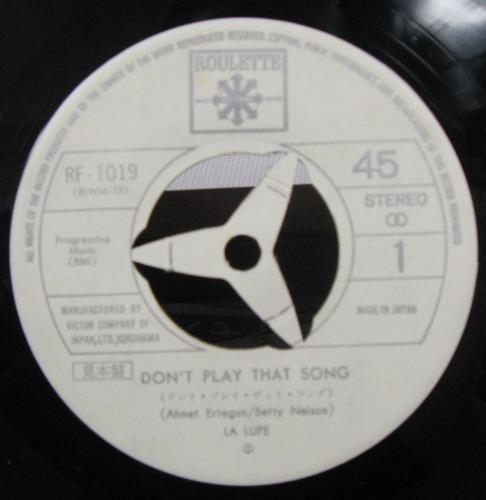 ALL RIGHTS OF THE RECORD PRODUCER AND OF THE OWNER OF THE WORK REPRODUCED RESERVED. COPYING, PUBLIC PERFORMANCE AND BROADCASTING OF THIS RECORD PROHIBITED
ROULETTE
RF-1019
(RLWM-13)
45
STEREO
Progressive
Music
(BMI)
1
MANUFACTURED BY
VICTOR COMPANY OF
JAPAN, LTD., YOKOHAMA
MADE IN JAPAN
見本盤
DON'T PLAY THAT SONG
(ドント・プレイ・ザット・ソング)
(Ahmet Ertegun/Betty Nelson)
LA LUPE